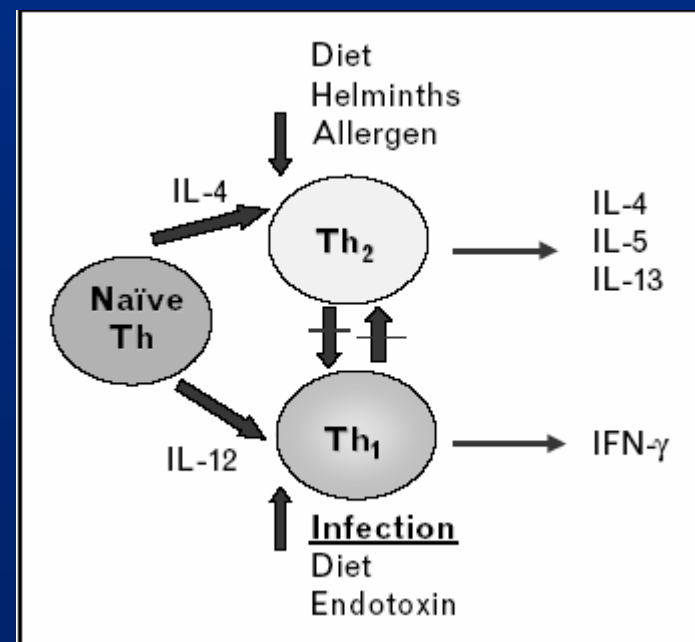 Diet
Helminths
Allergen
IL-4
Th₂
IL-4
IL-5
IL-13
Naïve
Th
Th₁
IFN-γ
IL-12
Infection
Diet
Endotoxin